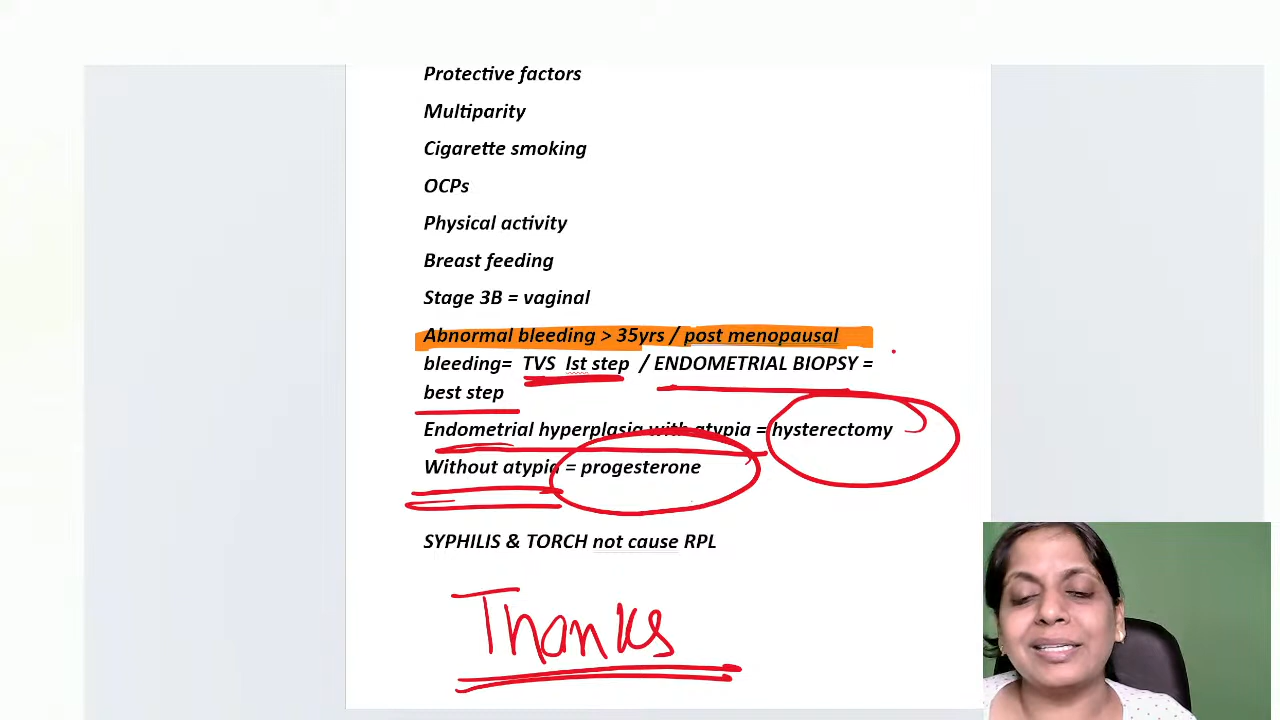 Protective factors
Multiparity
Cigarette smoking
OCPs
Physical activity
Breast feeding
Stage 3B = vaginal
Abnormal bleeding > 35yrs / post menopausal
bleeding= TVS Ist step / ENDOMETRIAL BIOPSY =
best step
Endometrial hyperplasia with atypia = hysterectomy
Without atypia = progesterone
SYPHILIS & TORCH not cause RPL
Thanks